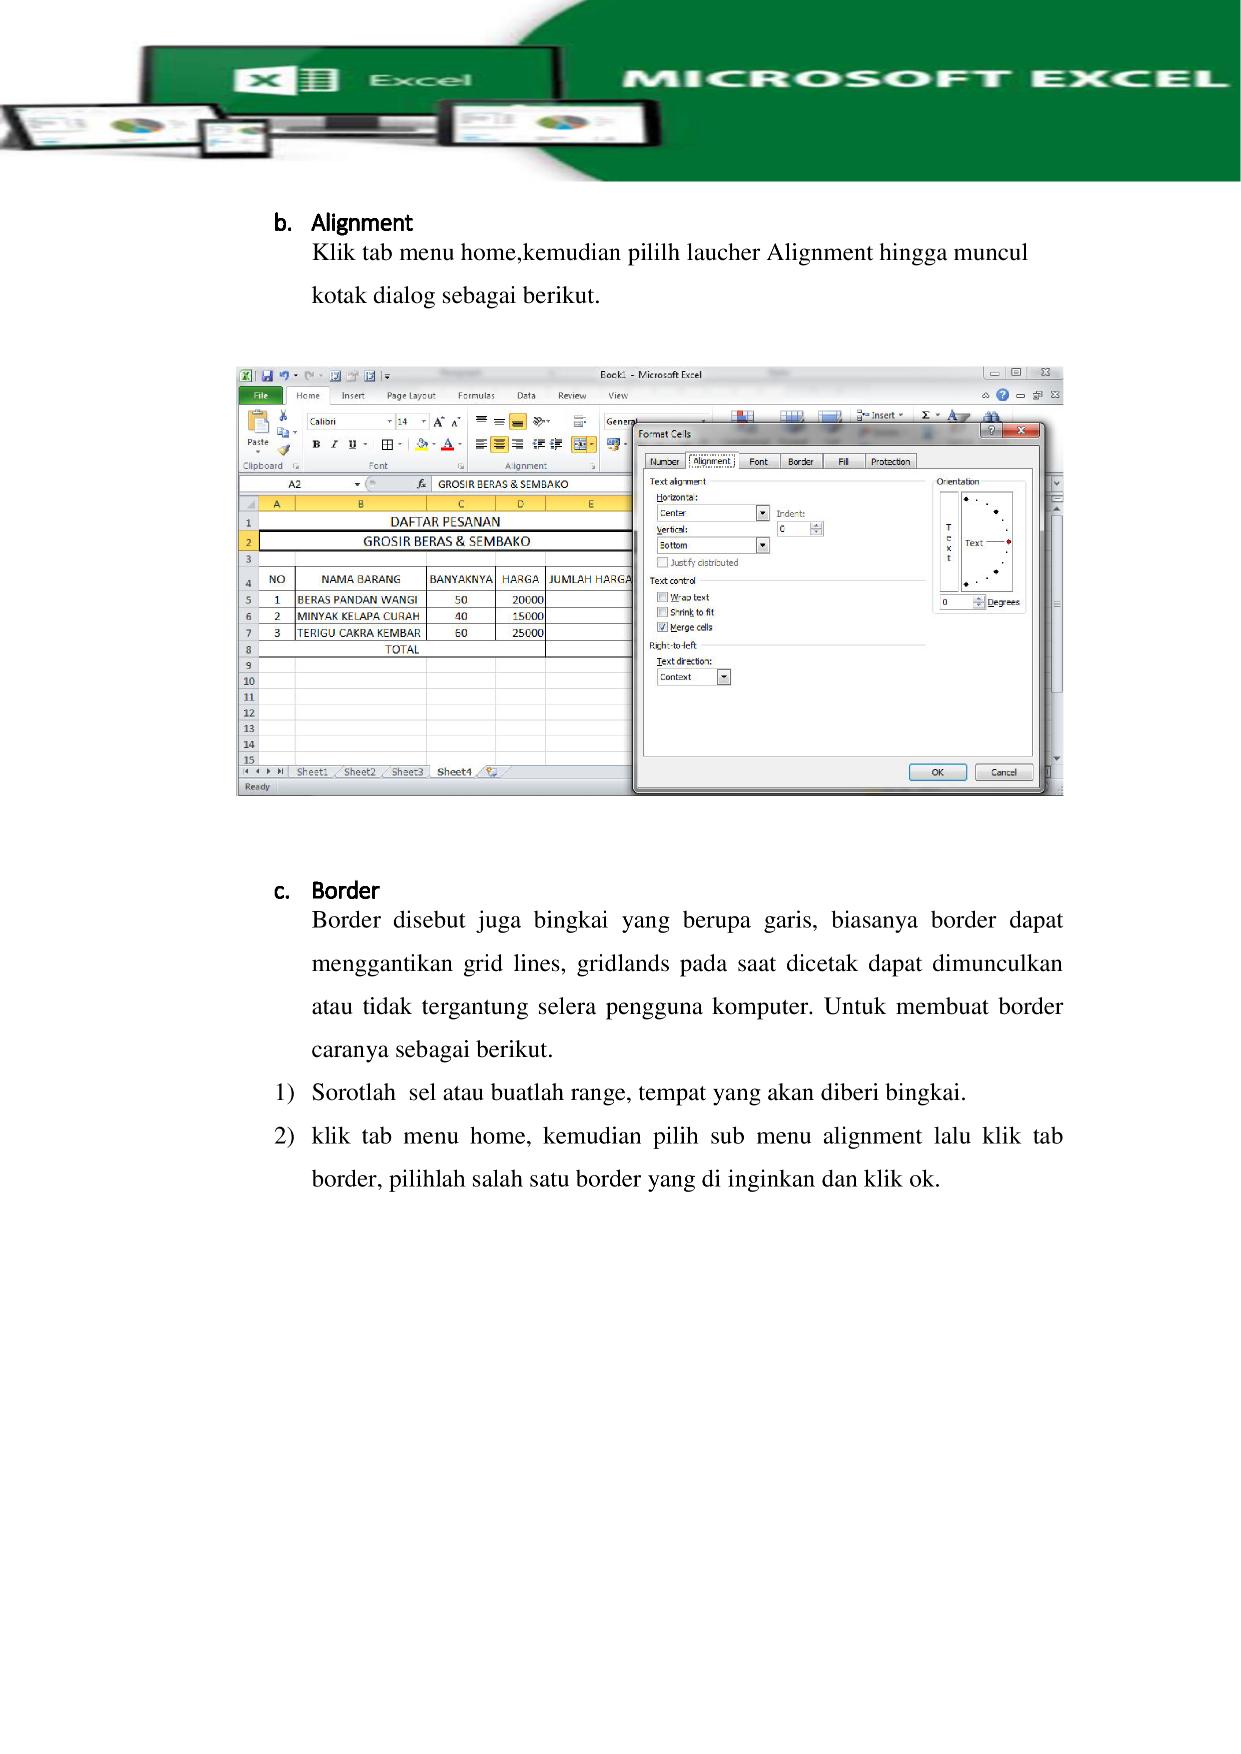 Excel
MICROSOFT EXCEL
b. Alignment
Klik tab menu home,kemudian pililh laucher Alignment hingga muncul
kotak dialog sebagai berikut.
Book1 - Microsoft Excel
File Home Insert Page Layout Formulas Data Review View
Paste
Calibri 14
B I U
General
Insert
Clipboard Font Alignment
A2 fx GROSIR BERAS & SEMBAKO
A B C D E
1 DAFTAR PESANAN
2 GROSIR BERAS & SEMBAKO
3
4 NO NAMA BARANG BANYAKNYA HARGA JUMLAH HARGA
5 1 BERAS PANDAN WANGI 50 20000
6 2 MINYAK KELAPA CURAH 40 15000
7 3 TERIGU CAKRA KEMBAR 60 25000
8 TOTAL
9
10
11
12
13
14
15
Sheet1 Sheet2 Sheet3 Sheet4
Ready
Format Cells
Number Alignment Font Border Fill Protection
Text alignment
Horizontal:
Center
Indent:
Vertical:
0
Bottom
Justify distributed
Text control
Wrap text
Shrink to fit
Merge cells
Right-to-left
Text direction:
Context
Orientation
Text
Text
0 Degrees
OK Cancel
c. Border
Border disebut juga bingkai yang berupa garis, biasanya border dapat
menggantikan grid lines, gridlands pada saat dicetak dapat dimunculkan
atau tidak tergantung selera pengguna komputer. Untuk membuat border
caranya sebagai berikut.
1) Sorotlah sel atau buatlah range, tempat yang akan diberi bingkai.
2) klik tab menu home, kemudian pilih sub menu alignment lalu klik tab
border, pilihlah salah satu border yang di inginkan dan klik ok.